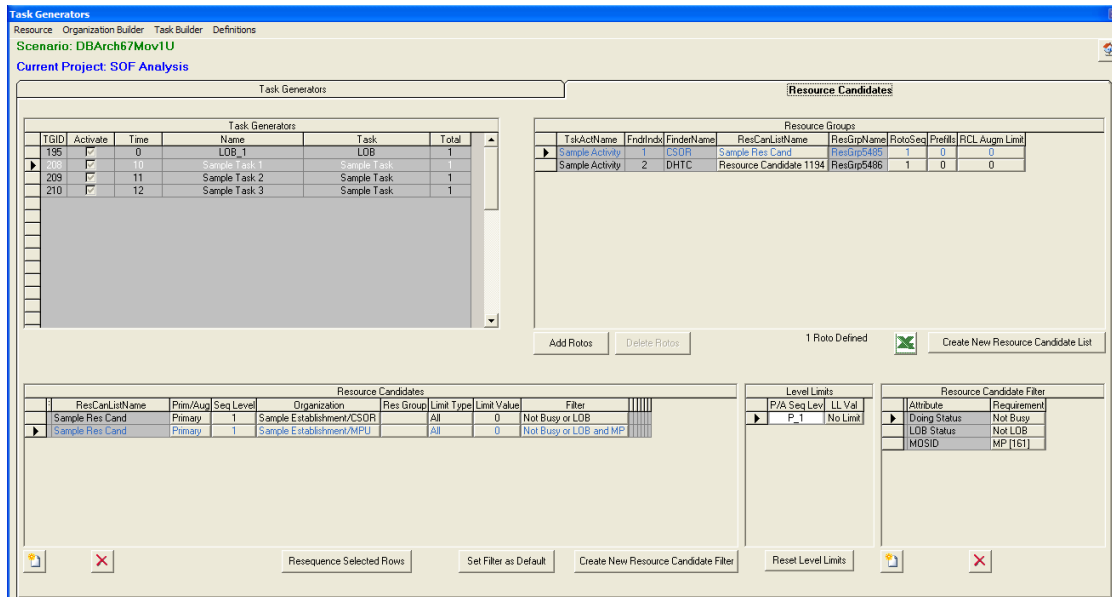 Task Generators
Resource Organization Builder Task Builder Definitions
Scenario: DBArch67Mov1U
Current Project: SOF Analysis
Task Generators Resource Candidates
Task Generators
TGID Activate Time Name Task Total
195 0 LOB_1 LOB 1
208 10 Sample Task 1 Sample Task 1
209 11 Sample Task 2 Sample Task 1
210 12 Sample Task 3 Sample Task 1
Resource Groups
TskActName FndrIndx FinderName ResCanListName ResGrpName RotoSeq Prefills RCL Augm Limit
Sample Activity 1 CSOR Sample Res Cand ResGrp5485 1 0 0
Sample Activity 2 DHTC Resource Candidate 1194 ResGrp5486 1 0 0
Add Rotos Delete Rotos 1 Roto Defined Create New Resource Candidate List
Resource Candidates
ResCanListName Prim/Aug Seq Level Organization Res Group Limit Type Limit Value Filter
Sample Res Cand Primary 1 Sample Establishment/CSOR All 0 Not Busy or LOB
Sample Res Cand Primary 1 Sample Establishment/MPU All 0 Not Busy or LOB and MP
Level Limits
P/A Seq Lev LL Val
P_1 No Limit
Resource Candidate Filter
Attribute Requirement
Doing Status Not Busy
LOB Status Not LOB
MOSID MP [161]
Resequence Selected Rows Set Filter as Default Create New Resource Candidate Filter Reset Level Limits